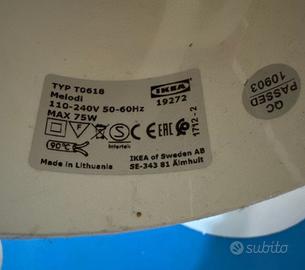 TYP T0618
Melodi
110-240V 50-60Hz
MAX 75W
IKEA
19272
F
S
Intertek
90°C
1712-2
Made in Lithuania
IKEA of Sweden AB
SE-343 81 Älmhult
QC
PASSED
10903
subito